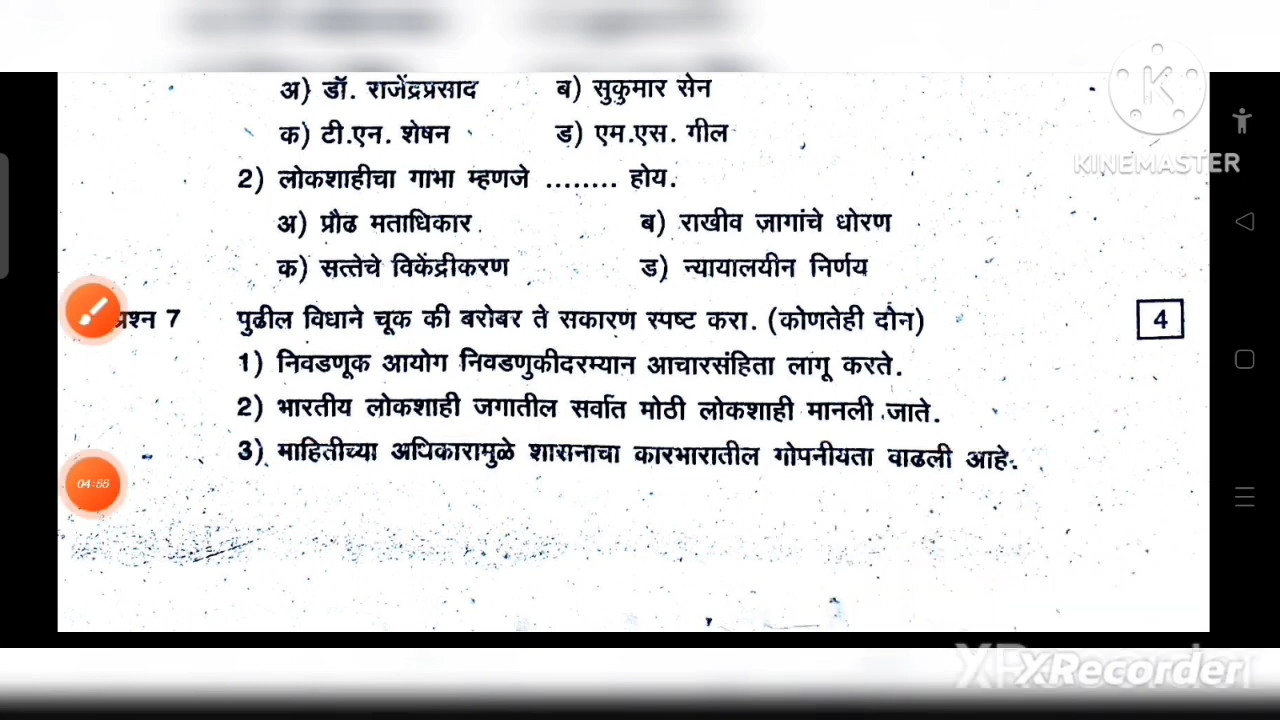 अ) डॉ. राजेंद्रप्रसाद ब) सुकुमार सेन
क) टी.एन. शेषन ड) एम.एस. गील
K
KINEMASTER
2) लोकशाहीचा गाभा म्हणजे ........ होय.
अ) प्रौढ मताधिकार ब) राखीव ज़ागांचे धोरण
क) सत्तेचे विकेंद्रीकरण ड) न्यायालयीन निर्णय
प्रश्न 7 पुढील विधाने चूक की बरोबर ते सकारण स्पष्ट करा. (कोणतेही दौन) 4
1) निवडणूक आयोग निवडणुकीदरम्यान आचारसंहिता लागू करते.
2) भारतीय लोकशाही जगातील सर्वात मोठी लोकशाही मानली जाते.
3) माहितीच्या अधिकारामुळे शासनाचा कारभारातील गोपनीयता वाढली आहे.
04:55
XRecorder